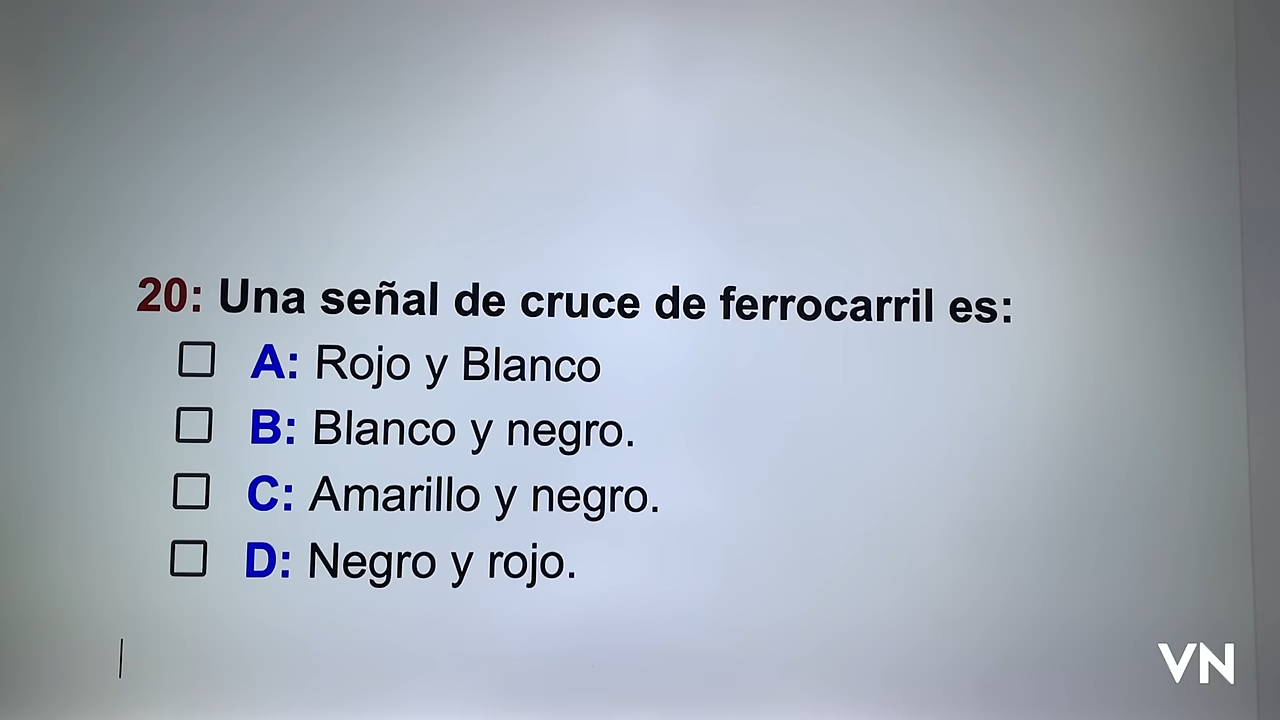 20: Una señal de cruce de ferrocarril es:
A: Rojo y Blanco
B: Blanco y negro.
C: Amarillo y negro.
D: Negro y rojo.
VN